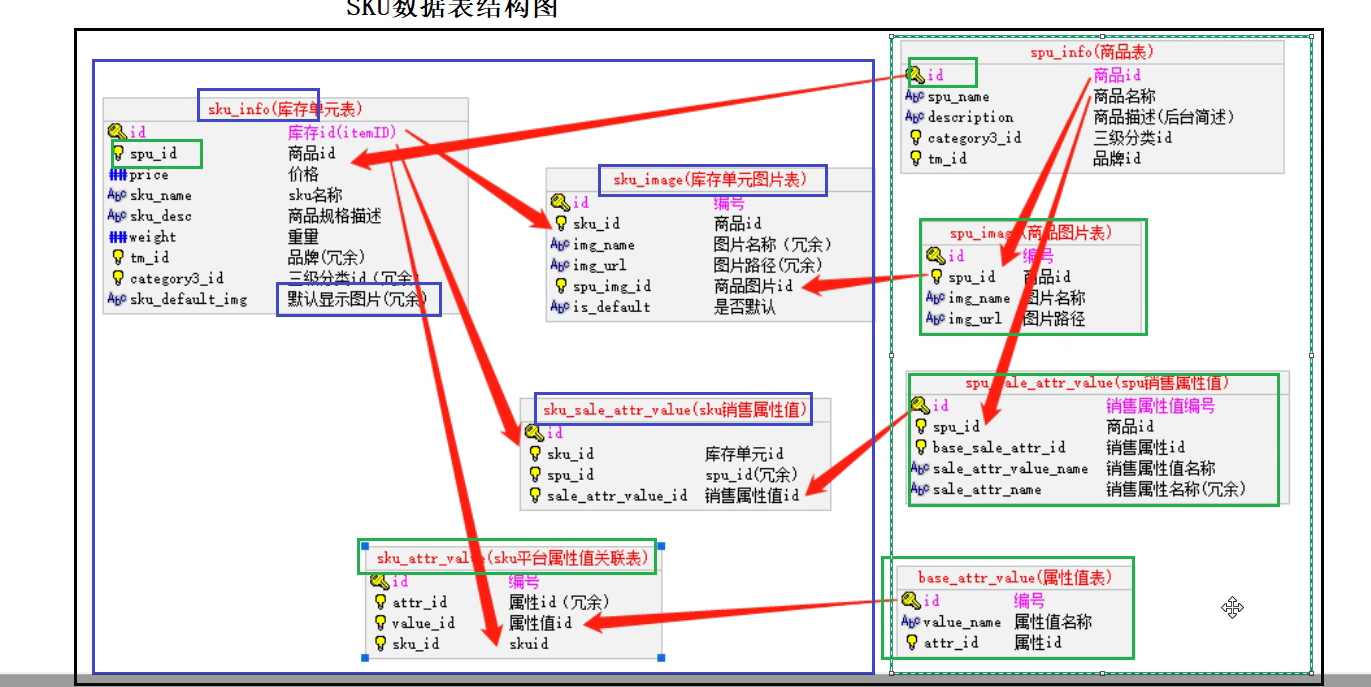 SKU数据表结构图
sku_info(库存单元表)
id 库存id(itemID)
spu_id 商品id
price 价格
sku_name sku名称
sku_desc 商品规格描述
weight 重量
tm_id 品牌(冗余)
category3_id 三级分类id(冗余)
sku_default_img 默认显示图片(冗余)
sku_image(库存单元图片表)
id 编号
sku_id 商品id
img_name 图片名称(冗余)
img_url 图片路径(冗余)
spu_img_id 商品图片id
is_default 是否默认
sku_sale_attr_value(sku销售属性值)
id
sku_id 库存单元id
spu_id spu_id(冗余)
sale_attr_value_id 销售属性值id
sku_attr_value(sku平台属性值关联表)
id 编号
attr_id 属性id(冗余)
value_id 属性值id
sku_id skuid
spu_info(商品表)
id 商品id
spu_name 商品名称
description 商品描述(后台简述)
category3_id 三级分类id
tm_id 品牌id
spu_image(商品图片表)
id 编号
spu_id 商品id
img_name 图片名称
img_url 图片路径
spu_sale_attr_value(spu销售属性值)
id 销售属性值编号
spu_id 商品id
base_sale_attr_id 销售属性id
sale_attr_value_name 销售属性值名称
sale_attr_name 销售属性名称(冗余)
base_attr_value(属性值表)
id 编号
value_name 属性值名称
attr_id 属性id